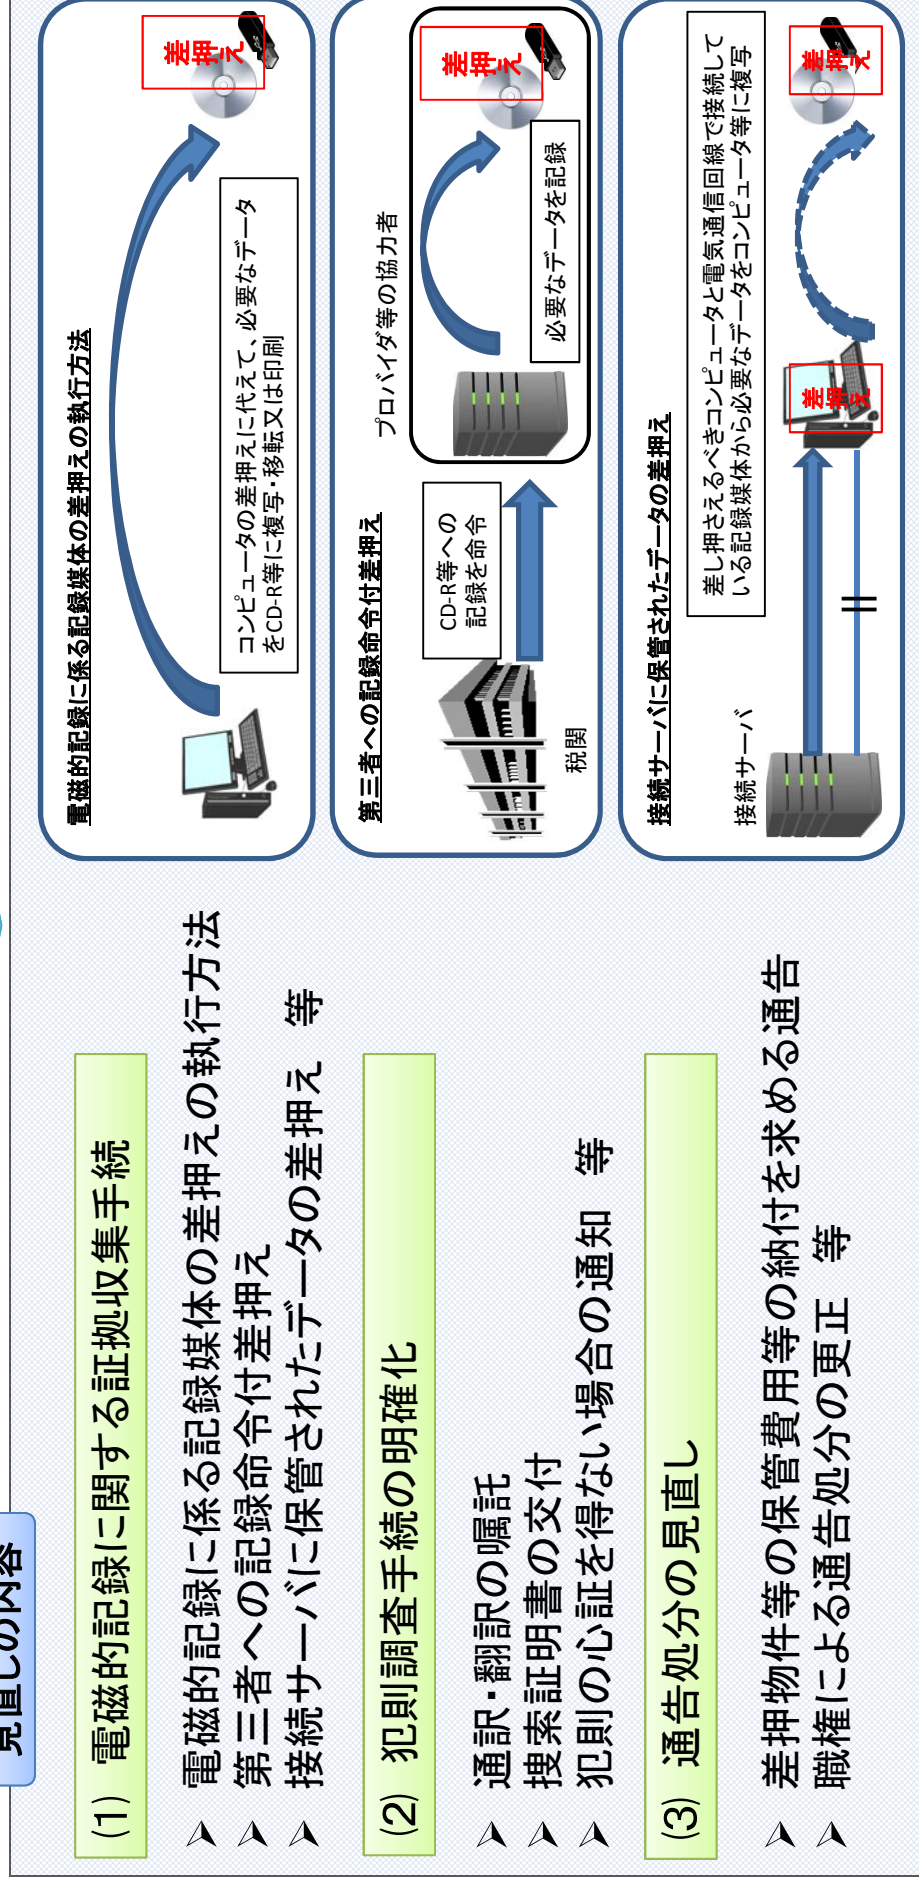 見直しの内容
(1) 電磁的記録に関する証拠収集手続
➢ 電磁的記録に係る記録媒体の差押えの執行方法
➢ 第三者への記録命令付差押え
➢ 接続サーバに保管されたデータの差押え 等
(2) 犯則調査手続の明確化
➢ 通訳・翻訳の嘱託
➢ 捜索証明書の交付
➢ 犯則の心証を得ない場合の通知 等
(3) 通告処分の見直し
➢ 差押物件等の保管費用等の納付を求める通告
➢ 職権による通告処分の更正 等
電磁的記録に係る記録媒体の差押えの執行方法
コンピュータの差押えに代えて、必要なデータ
をCD-R等に複写・移転又は印刷
差押え
第三者への記録命令付差押え
税関
CD-R等への
記録を命令
プロバイダ等の協力者
必要なデータを記録
差押え
接続サーバに保管されたデータの差押え
接続サーバ
差し押さえるべきコンピュータと電気通信回線で接続して
いる記録媒体から必要なデータをコンピュータ等に複写
差押え
差押え